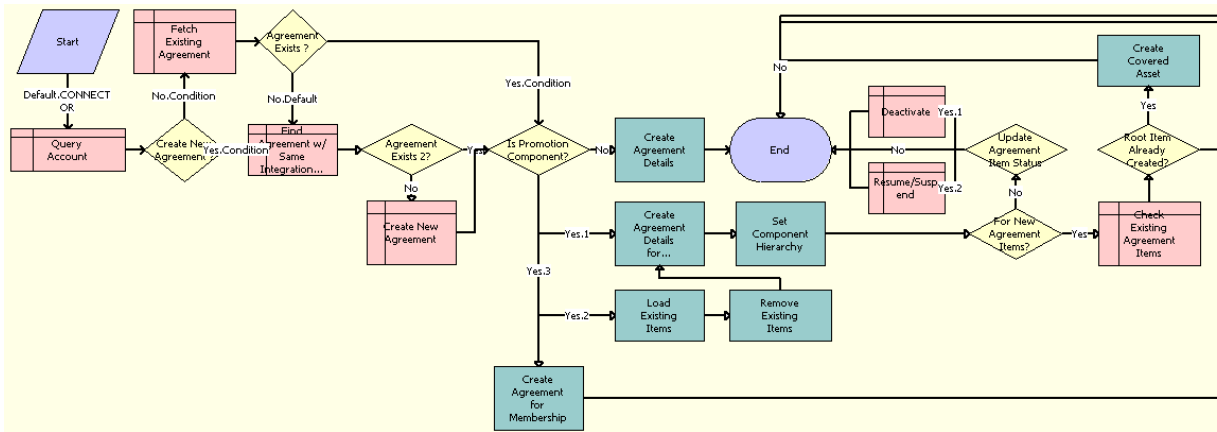 Start
Default.CONNECT
OR
Query
Account
Fetch
Existing
Agreement
No.Condition
Create New
Agreement?
Yes.Condition
Agreement
Exists ?
No.Default
Yes.Condition
Find
Agreement w/
Same
Integration...
Agreement
Exists 2?
Yes
No
Create New
Agreement
Is Promotion
Component?
No
Create
Agreement
Details
End
No
Yes.1
Create
Agreement
Details
for...
Set
Component
Hierarchy
Yes.3
Yes.2
Load
Existing
Items
Remove
Existing
Items
Create
Agreement
for
Membership
Deactivate
Yes.1
No
Resume/Susp
end
Yes.2
Update
Agreement
Item Status
No
For New
Agreement
Items?
Yes
Create
Covered
Asset
Yes
Root Item
Already
Created?
Check
Existing
Agreement
Items